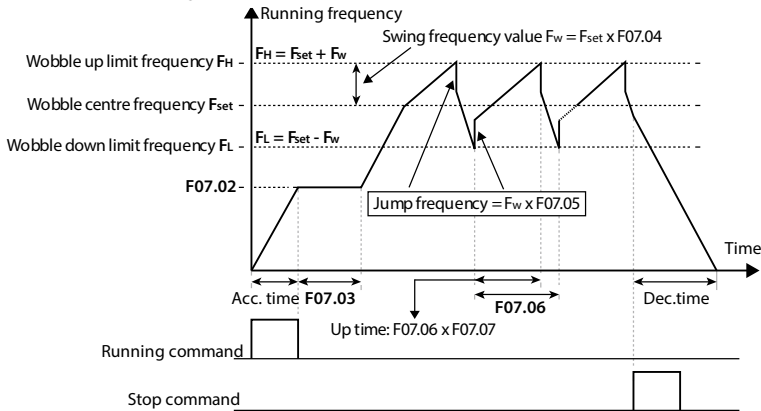 Running frequency
Swing frequency value Fw = Fset x F07.04
FH = Fset + Fw
Wobble up limit frequency FH
Wobble centre frequency Fset
FL = Fset - Fw
Wobble down limit frequency FL
F07.02
Jump frequency = Fw x F07.05
Time
Acc. time F07.03
F07.06
Dec.time
Up time: F07.06 x F07.07
Running command
Stop command